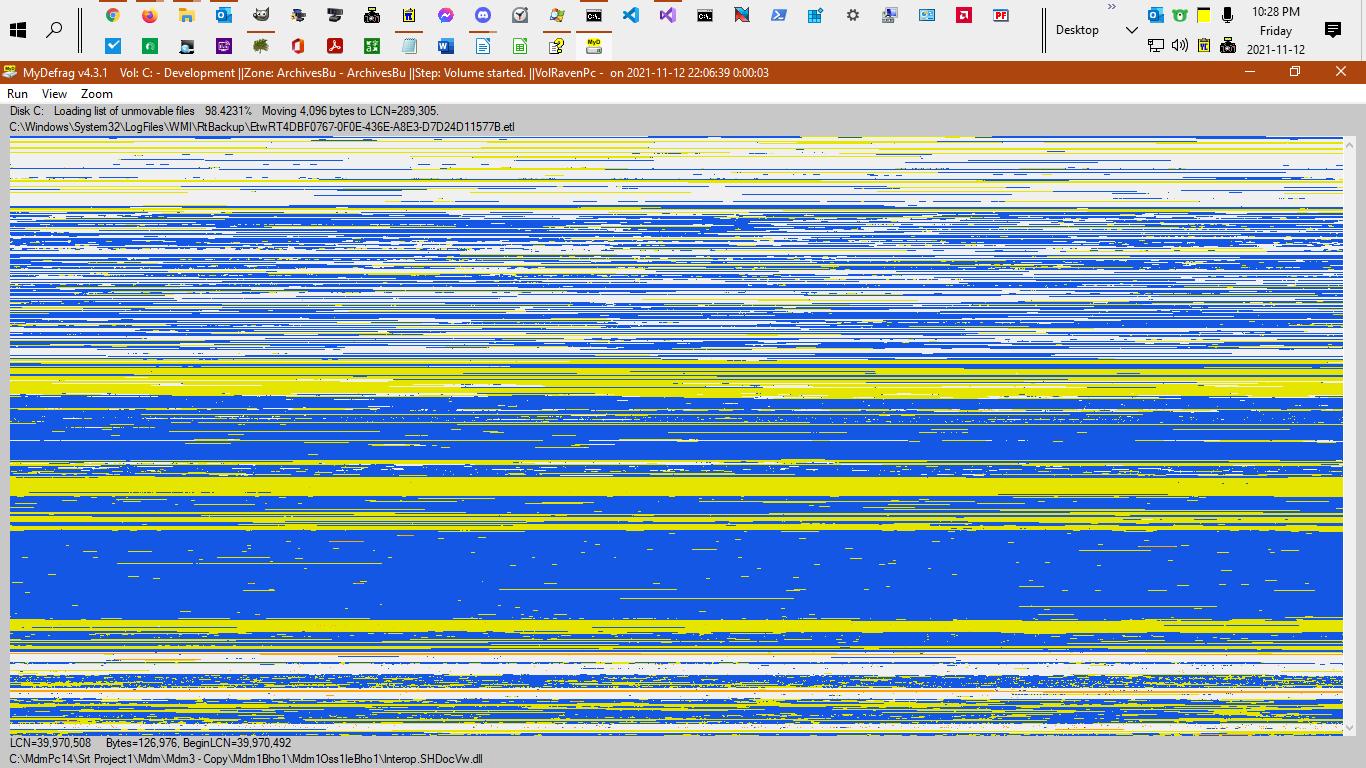 10:28 PM
Desktop
Friday
2021-11-12
MyDefrag v4.3.1 Vol: C: - Development ||Zone: ArchivesBu - ArchivesBu ||Step: Volume started. ||VolRavenPc - on 2021-11-12 22:06:39 0:00:03
Run View Zoom
Disk C: Loading list of unmovable files 98.4231% Moving 4,096 bytes to LCN=289,305.
C:\Windows\System32\LogFiles\WMI\RtBackup\EtwRT4DBF0767-0F0E-436E-A8E3-D7D24D11577B.etl
LCN=39,970,508 Bytes=126,976, BeginLCN=39,970,492
C:\MdmPc14\Srt Project1\Mdm\Mdm3 - Copy\Mdm1Bho1\Mdm1Oss1IeBho1\Interop.SHDocVw.dll